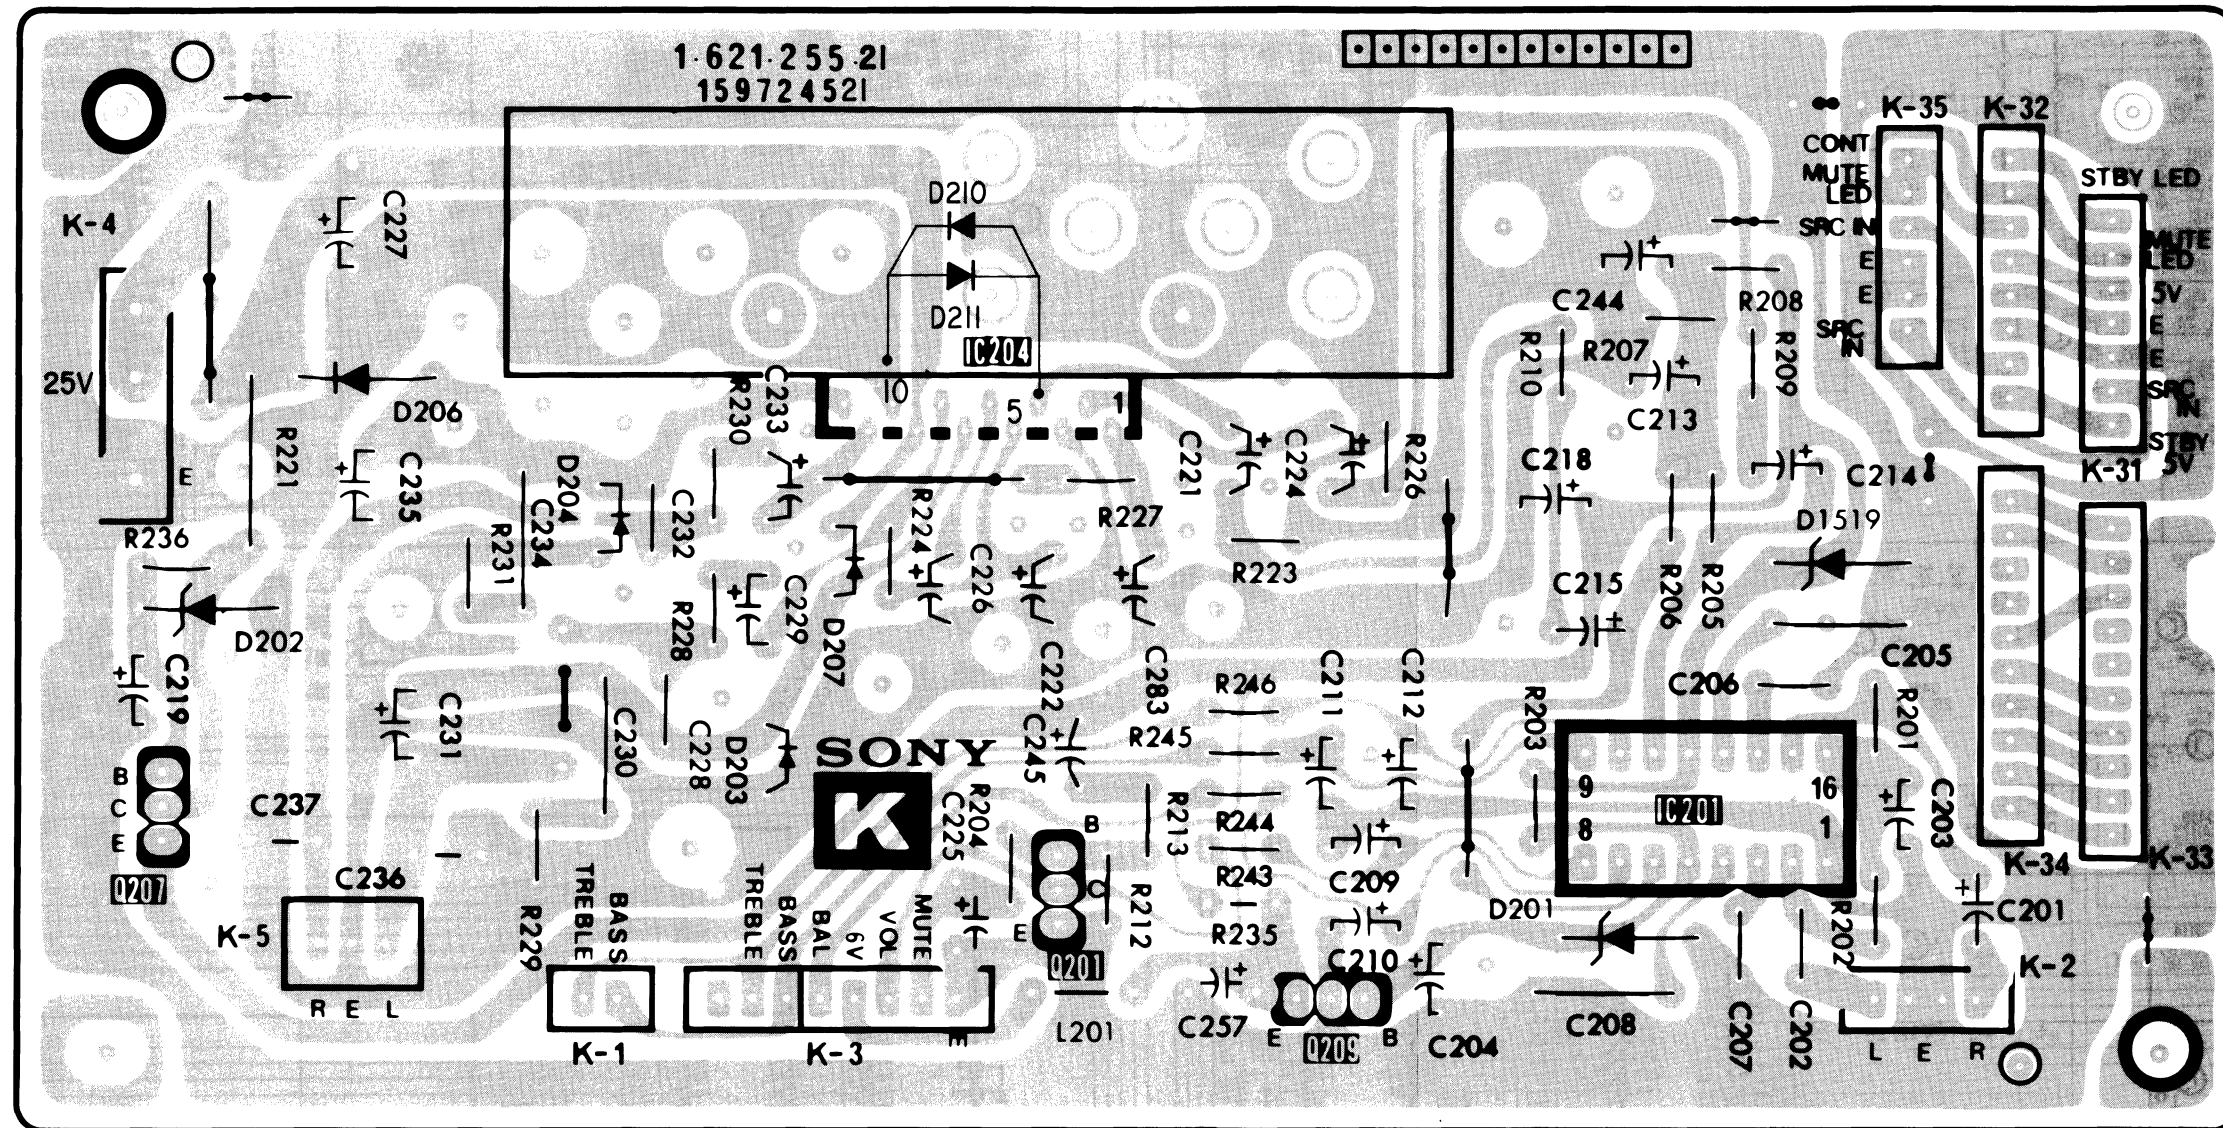 1-621-255-21
159724521
K-35
K-32
CONT
MUTE
LED
SRC IN
E
E
SRC
IN
STBY LED
MUTE
LED
5V
E
E
SRC
IN
STBY
5V
K-31
K-4
C227
25V
E
D206
R221
C235
R236
D202
C219
D210
D211
IC204
10
5
1
R230
C233
D204
C234
R231
C232
R228
C229
D207
R224
C226
R227
C221
C224
R226
R223
C244
R208
R207
R210
R209
C213
C218
C214
D1519
C215
R206
R205
C205
C206
R201
R203
C222
C283
R246
C211
C212
C231
C230
C228
D203
SONY
K
C245
R245
R204
C225
R213
R244
R243
C209
R235
C210
9
8
IC201
16
1
C203
K-34
K-33
B
C
E
Q207
C237
C236
K-5
R E L
R229
TREBLE
BASS
K-1
TREBLE
BASS
BAL
6V
VOL
MUTE
E
K-3
B
C
E
Q201
R212
L201
C257
E
Q209
B
C204
D201
C208
C207
C202
R202
C201
K-2
L E R